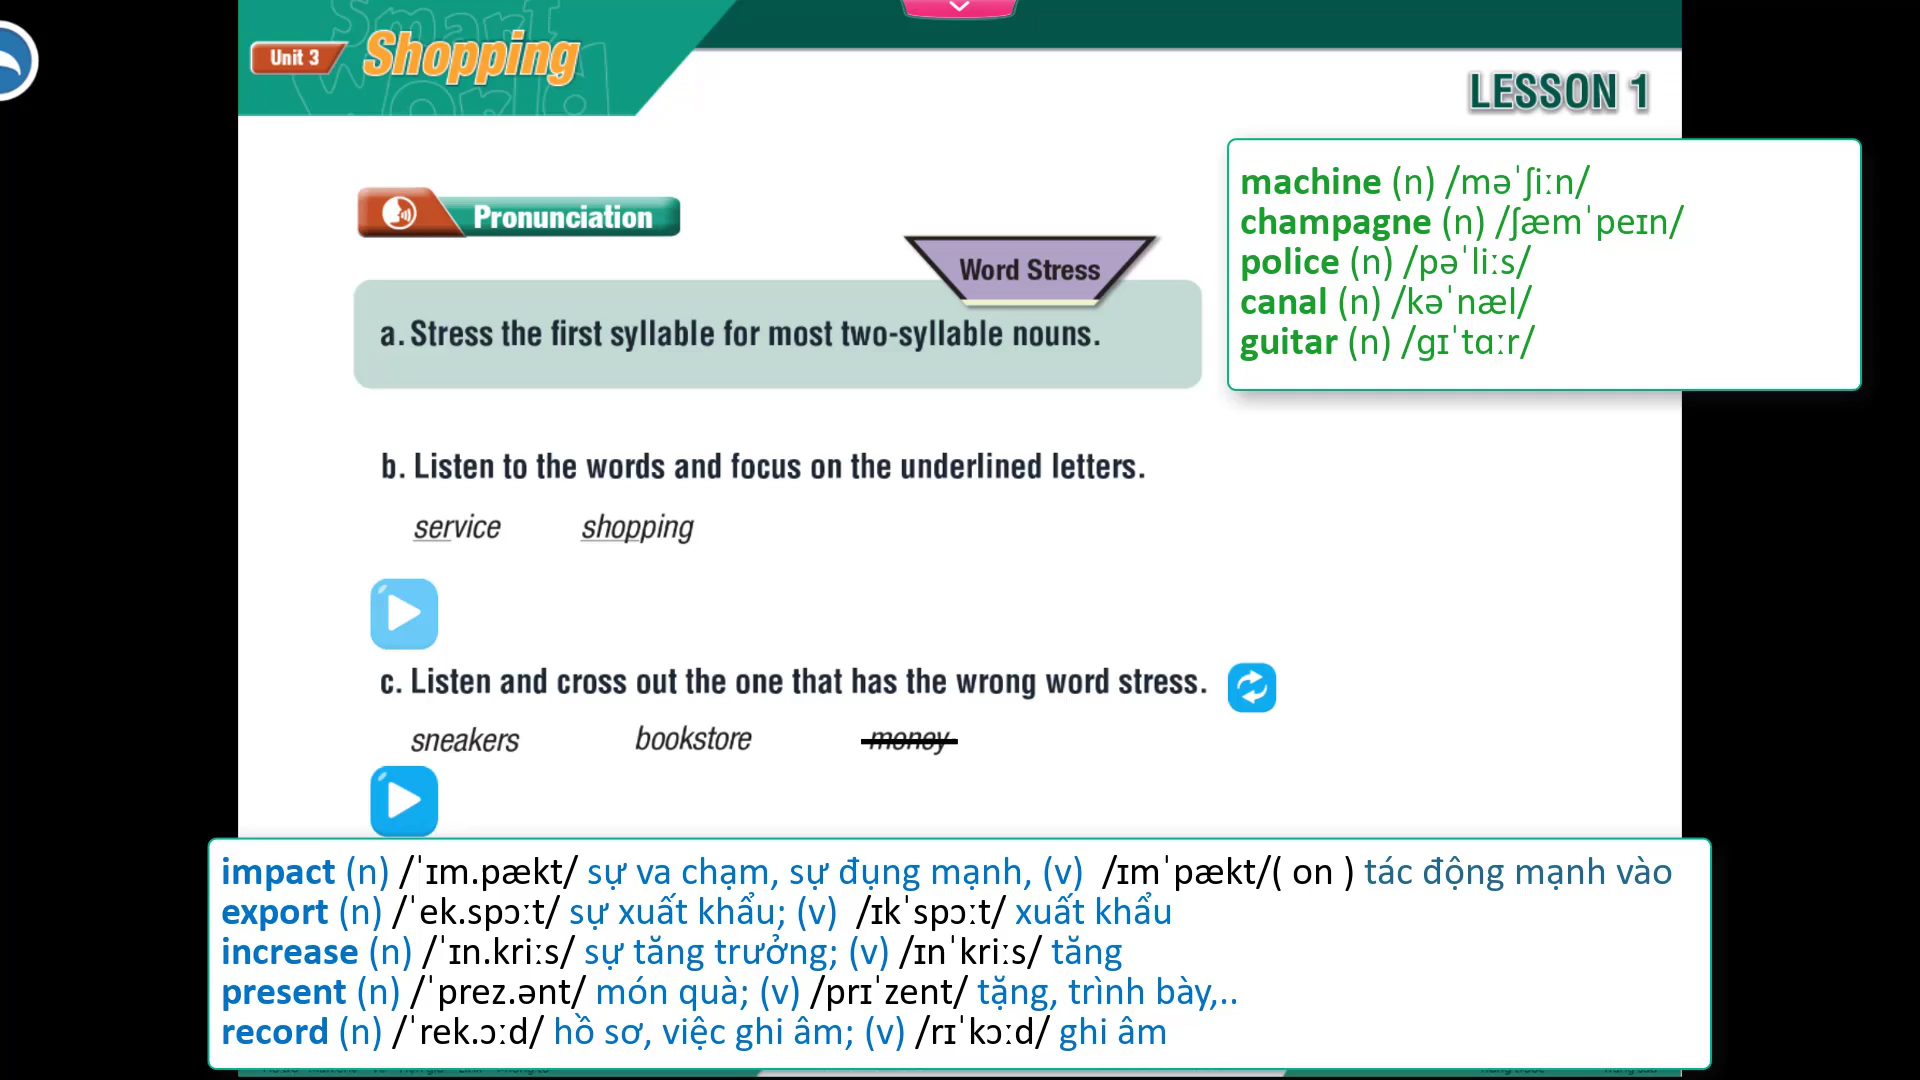 Unit 3
Shopping
LESSON 1
Pronunciation
Word Stress
a. Stress the first syllable for most two-syllable nouns.
machine (n) /məˈʃiːn/
champagne (n) /ʃæmˈpeɪn/
police (n) /pəˈliːs/
canal (n) /kəˈnæl/
guitar (n) /ɡɪˈtɑːr/
b. Listen to the words and focus on the underlined letters.
service shopping
c. Listen and cross out the one that has the wrong word stress.
sneakers bookstore money
impact (n) /ˈɪm.pækt/ sự va chạm, sự đụng mạnh, (v) /ɪmˈpækt/( on ) tác động mạnh vào
export (n) /ˈek.spɔːt/ sự xuất khẩu; (v) /ɪkˈspɔːt/ xuất khẩu
increase (n) /ˈɪn.kriːs/ sự tăng trưởng; (v) /ɪnˈkriːs/ tăng
present (n) /ˈprez.ənt/ món quà; (v) /prɪˈzent/ tặng, trình bày,..
record (n) /ˈrek.ɔːd/ hồ sơ, việc ghi âm; (v) /rɪˈkɔːd/ ghi âm